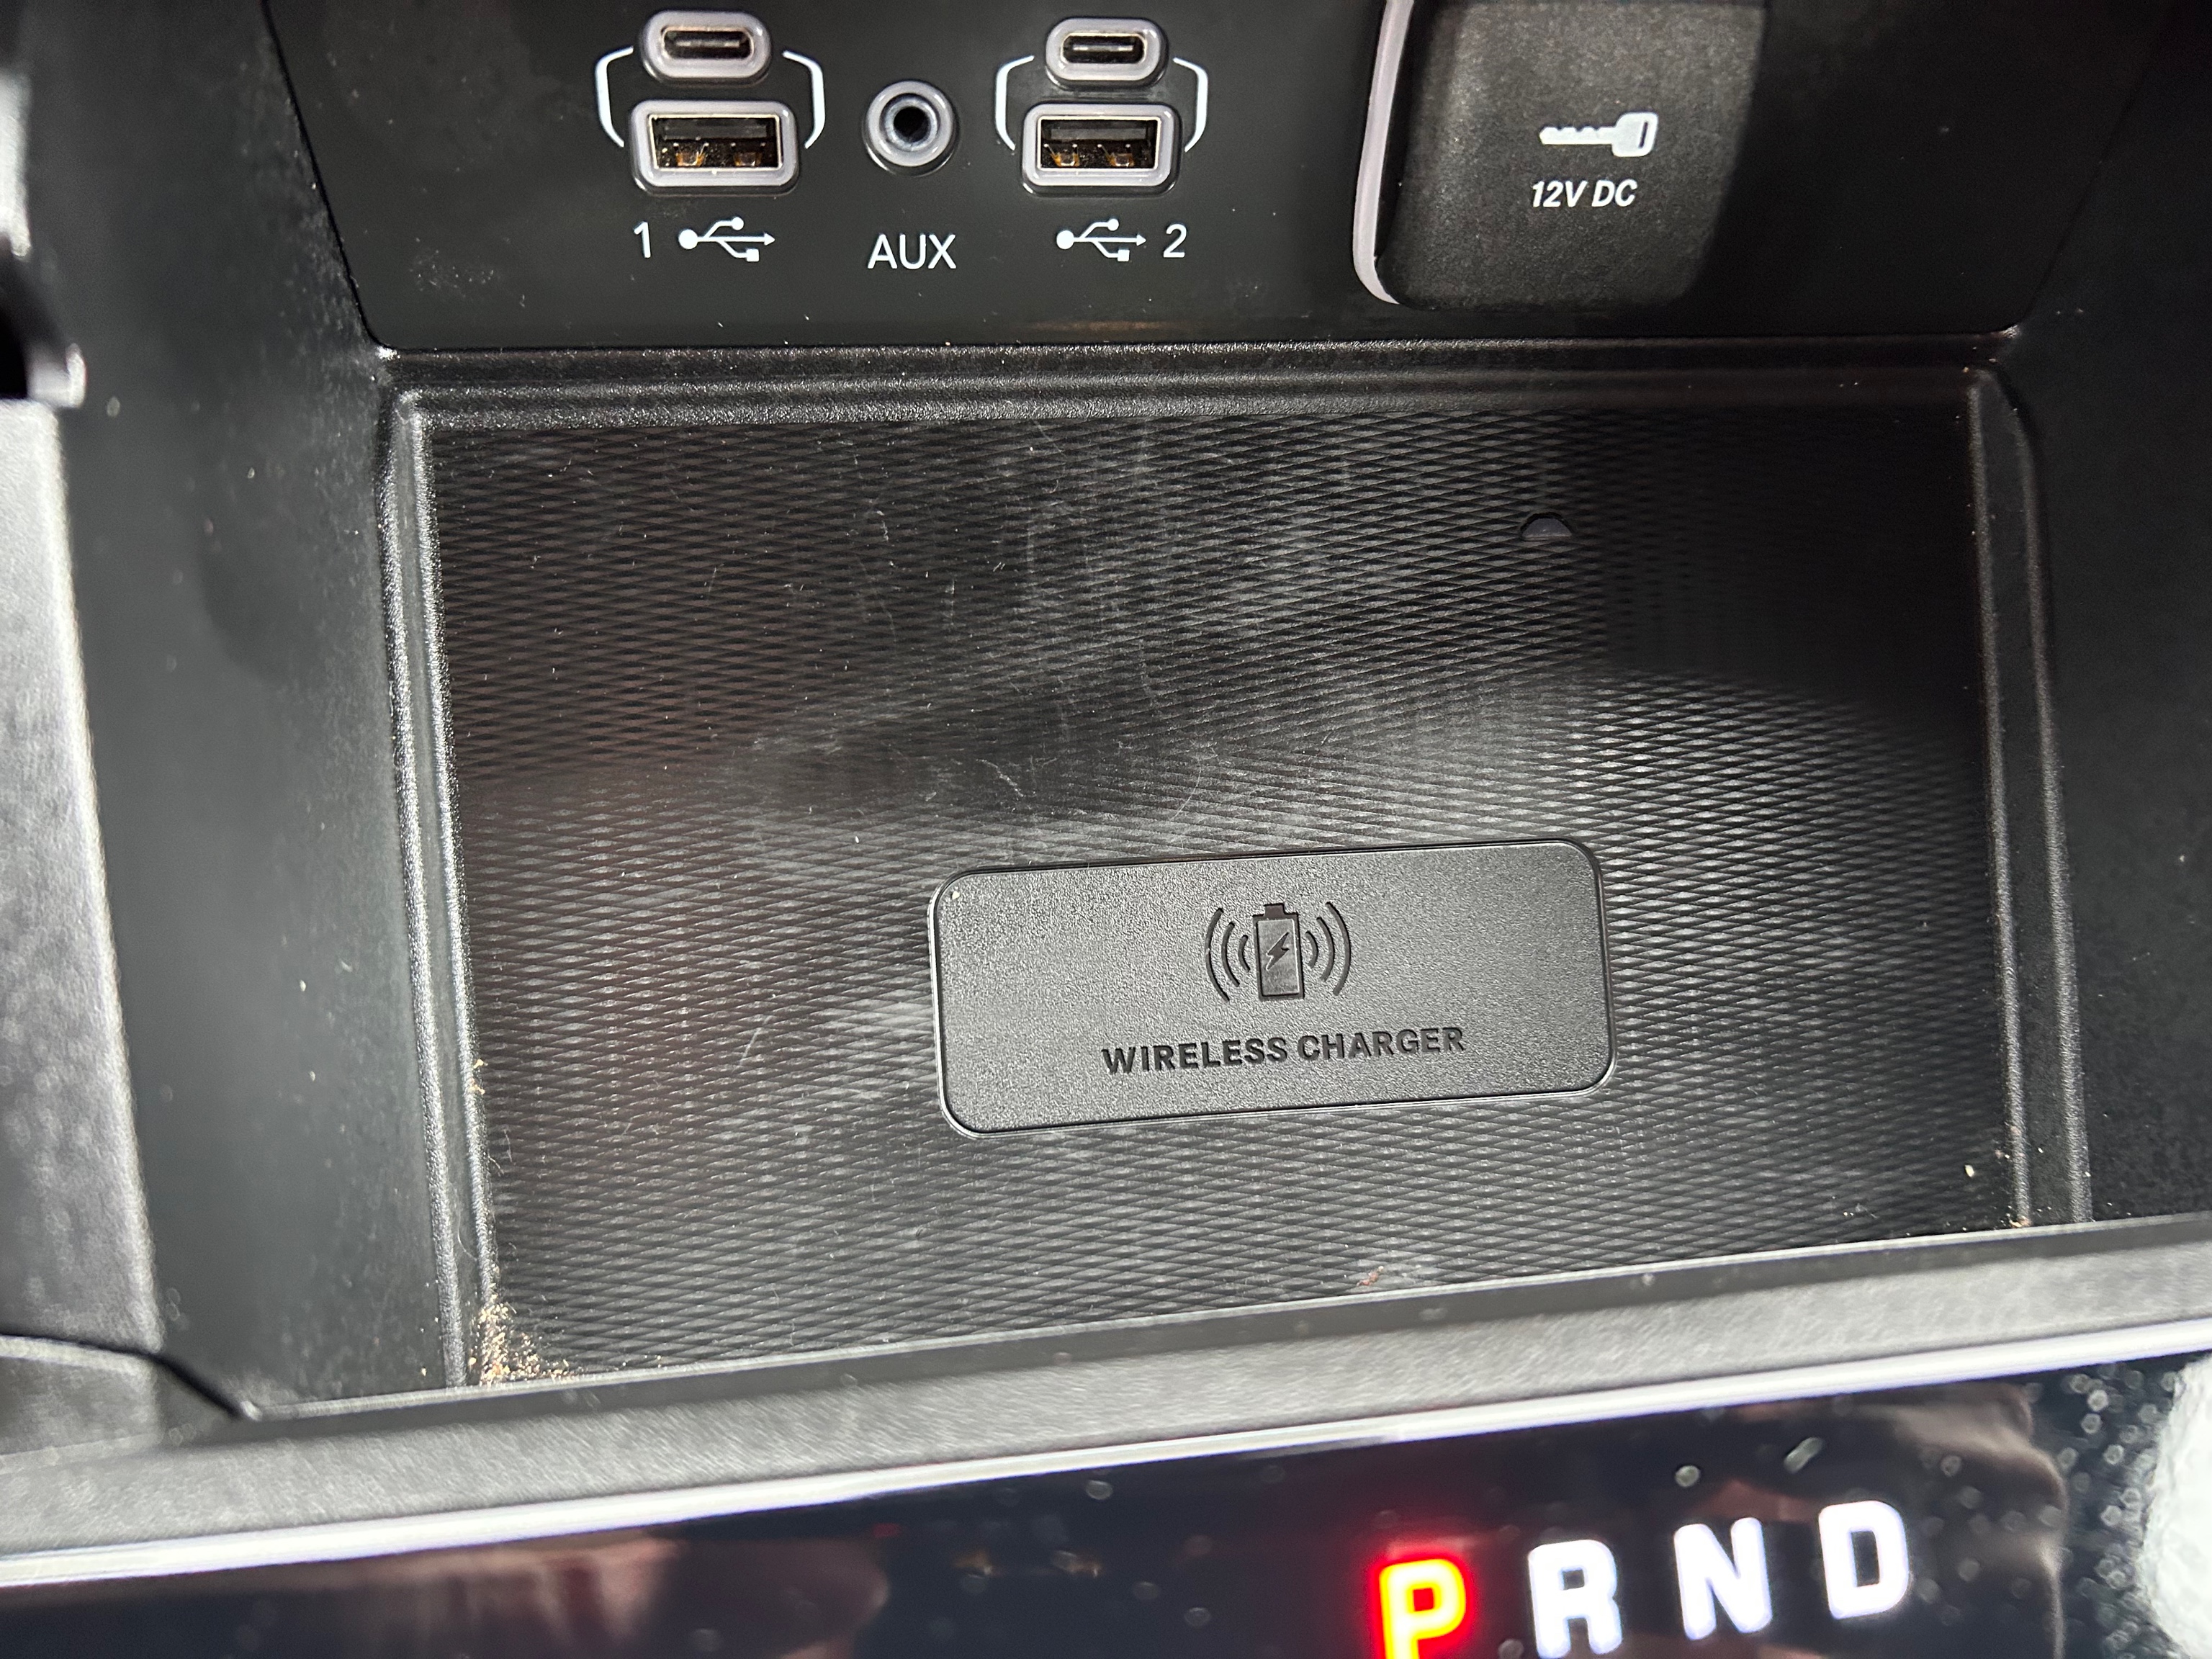 1
AUX
2
12V DC
WIRELESS CHARGER
P R N D